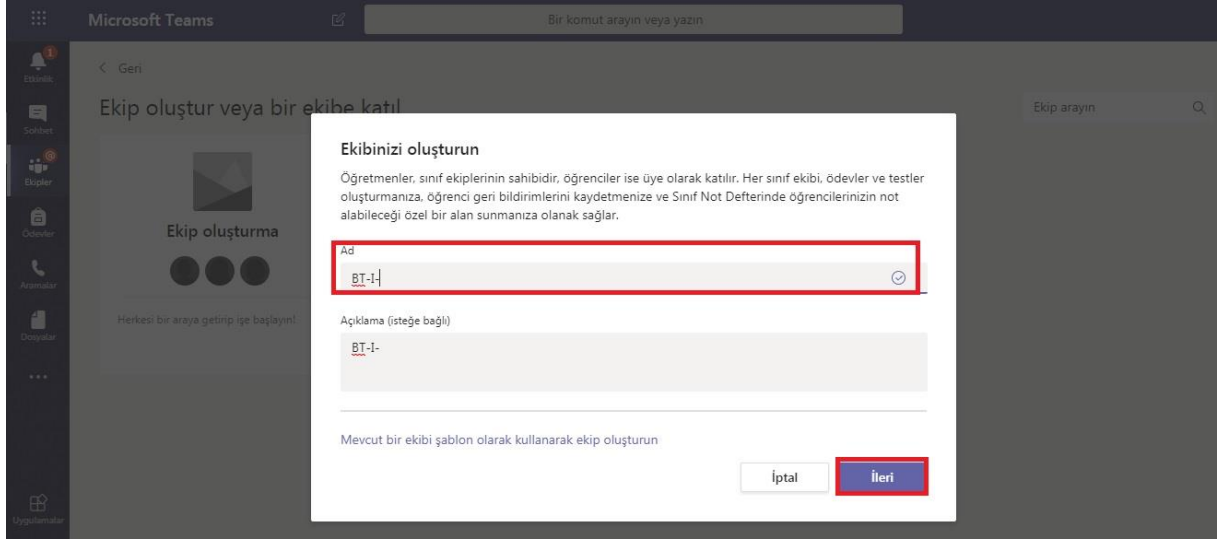 Microsoft Teams
Bir komut arayın veya yazın
1
Etkinlik
Geri
Ekip oluştur veya bir ekibe katıl
Ekip arayın
Sohbet
@
Ekipler
Ödevler
Aramalar
Dosyalar
Uygulamalar
Ekip oluşturma
Herkesi bir araya getirip işe başlayın!
Ekibinizi oluşturun
Öğretmenler, sınıf ekiplerinin sahibidir, öğrenciler ise üye olarak katılır. Her sınıf ekibi, ödevler ve testler
oluşturmanıza, öğrenci geri bildirimlerini kaydetmenize ve Sınıf Not Defterinde öğrencilerinizin not
alabileceği özel bir alan sunmanıza olanak sağlar.
Ad
BT-I-
Açıklama (isteğe bağlı)
BT-I-
Mevcut bir ekibi şablon olarak kullanarak ekip oluşturun
İptal
İleri